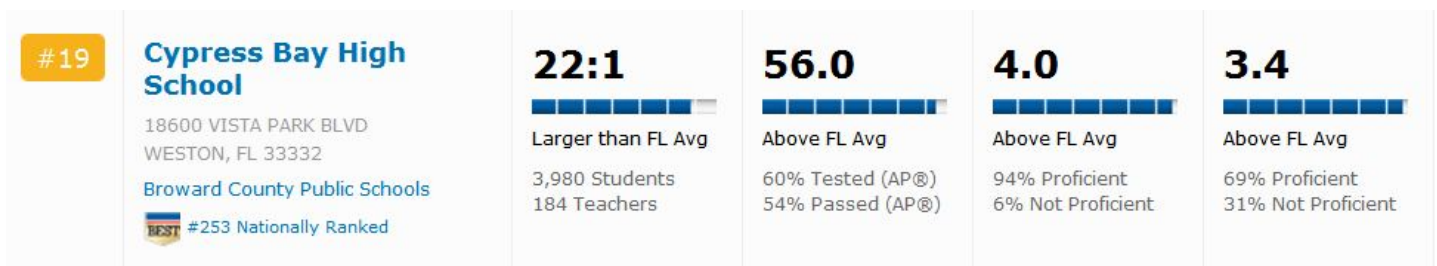 #19
Cypress Bay High
School
18600 VISTA PARK BLVD
WESTON, FL 33332
Broward County Public Schools
BEST
#253 Nationally Ranked
22:1
Larger than FL Avg
3,980 Students
184 Teachers
56.0
Above FL Avg
60% Tested (AP®)
54% Passed (AP®)
4.0
Above FL Avg
94% Proficient
6% Not Proficient
3.4
Above FL Avg
69% Proficient
31% Not Proficient